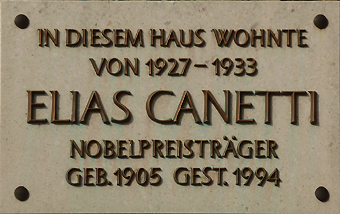 IN DIESEM HAUS WOHNTE
VON 1927 – 1933
ELIAS CANETTI
NOBELPREISTRÄGER
GEB. 1905 GEST. 1994